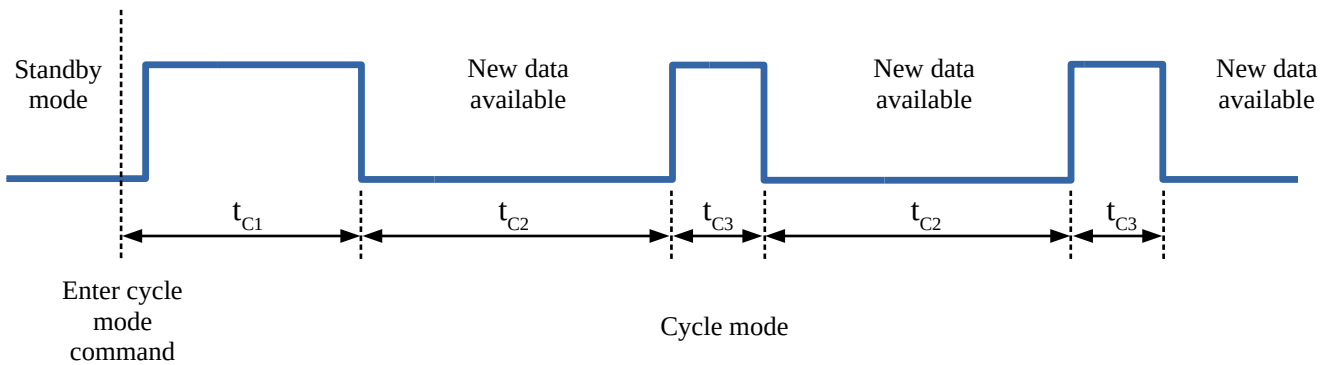 Standby
mode
New data
available
New data
available
New data
available
tC1
tC2
tC3
tC2
tC3
Enter cycle
mode
command
Cycle mode